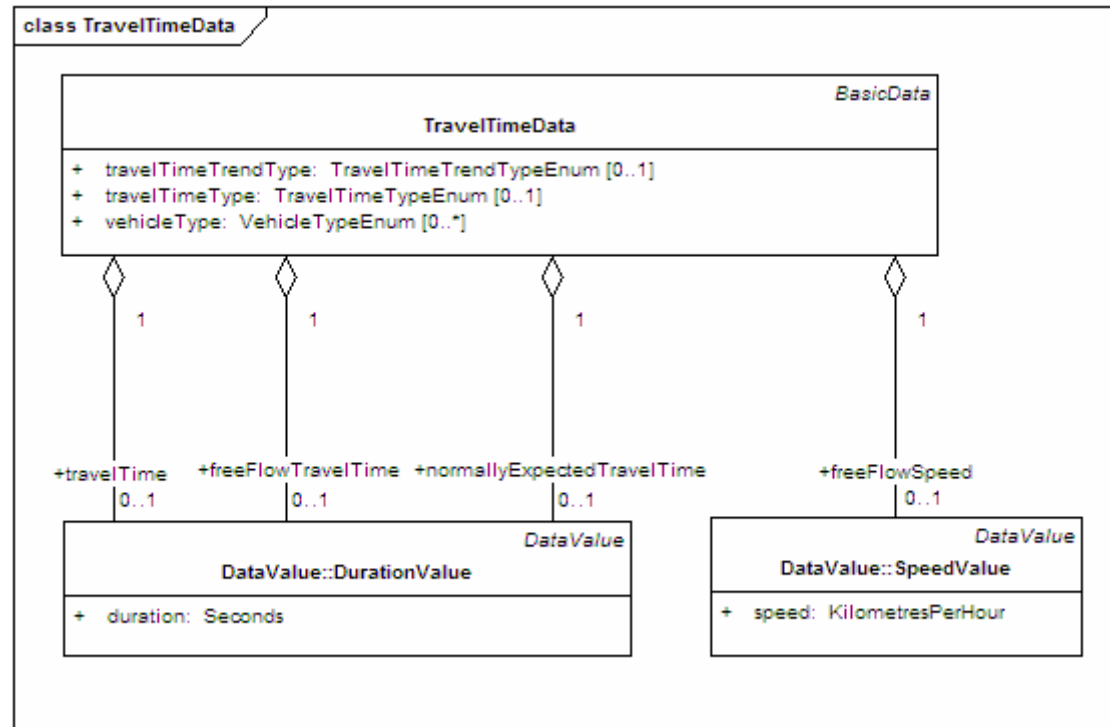 class TravelTimeData
BasicData
TravelTimeData
+ travelTimeTrendType: TravelTimeTrendTypeEnum [0..1]
+ travelTimeType: TravelTimeTypeEnum [0..1]
+ vehicleType: VehicleTypeEnum [0..*]
1 1 1 1
+travelTime +freeFlowTravelTime +normallyExpectedTravelTime +freeFlowSpeed
0..1 0..1 0..1 0..1
DataValue
DataValue::DurationValue
+ duration: Seconds
DataValue
DataValue::SpeedValue
+ speed: KilometresPerHour